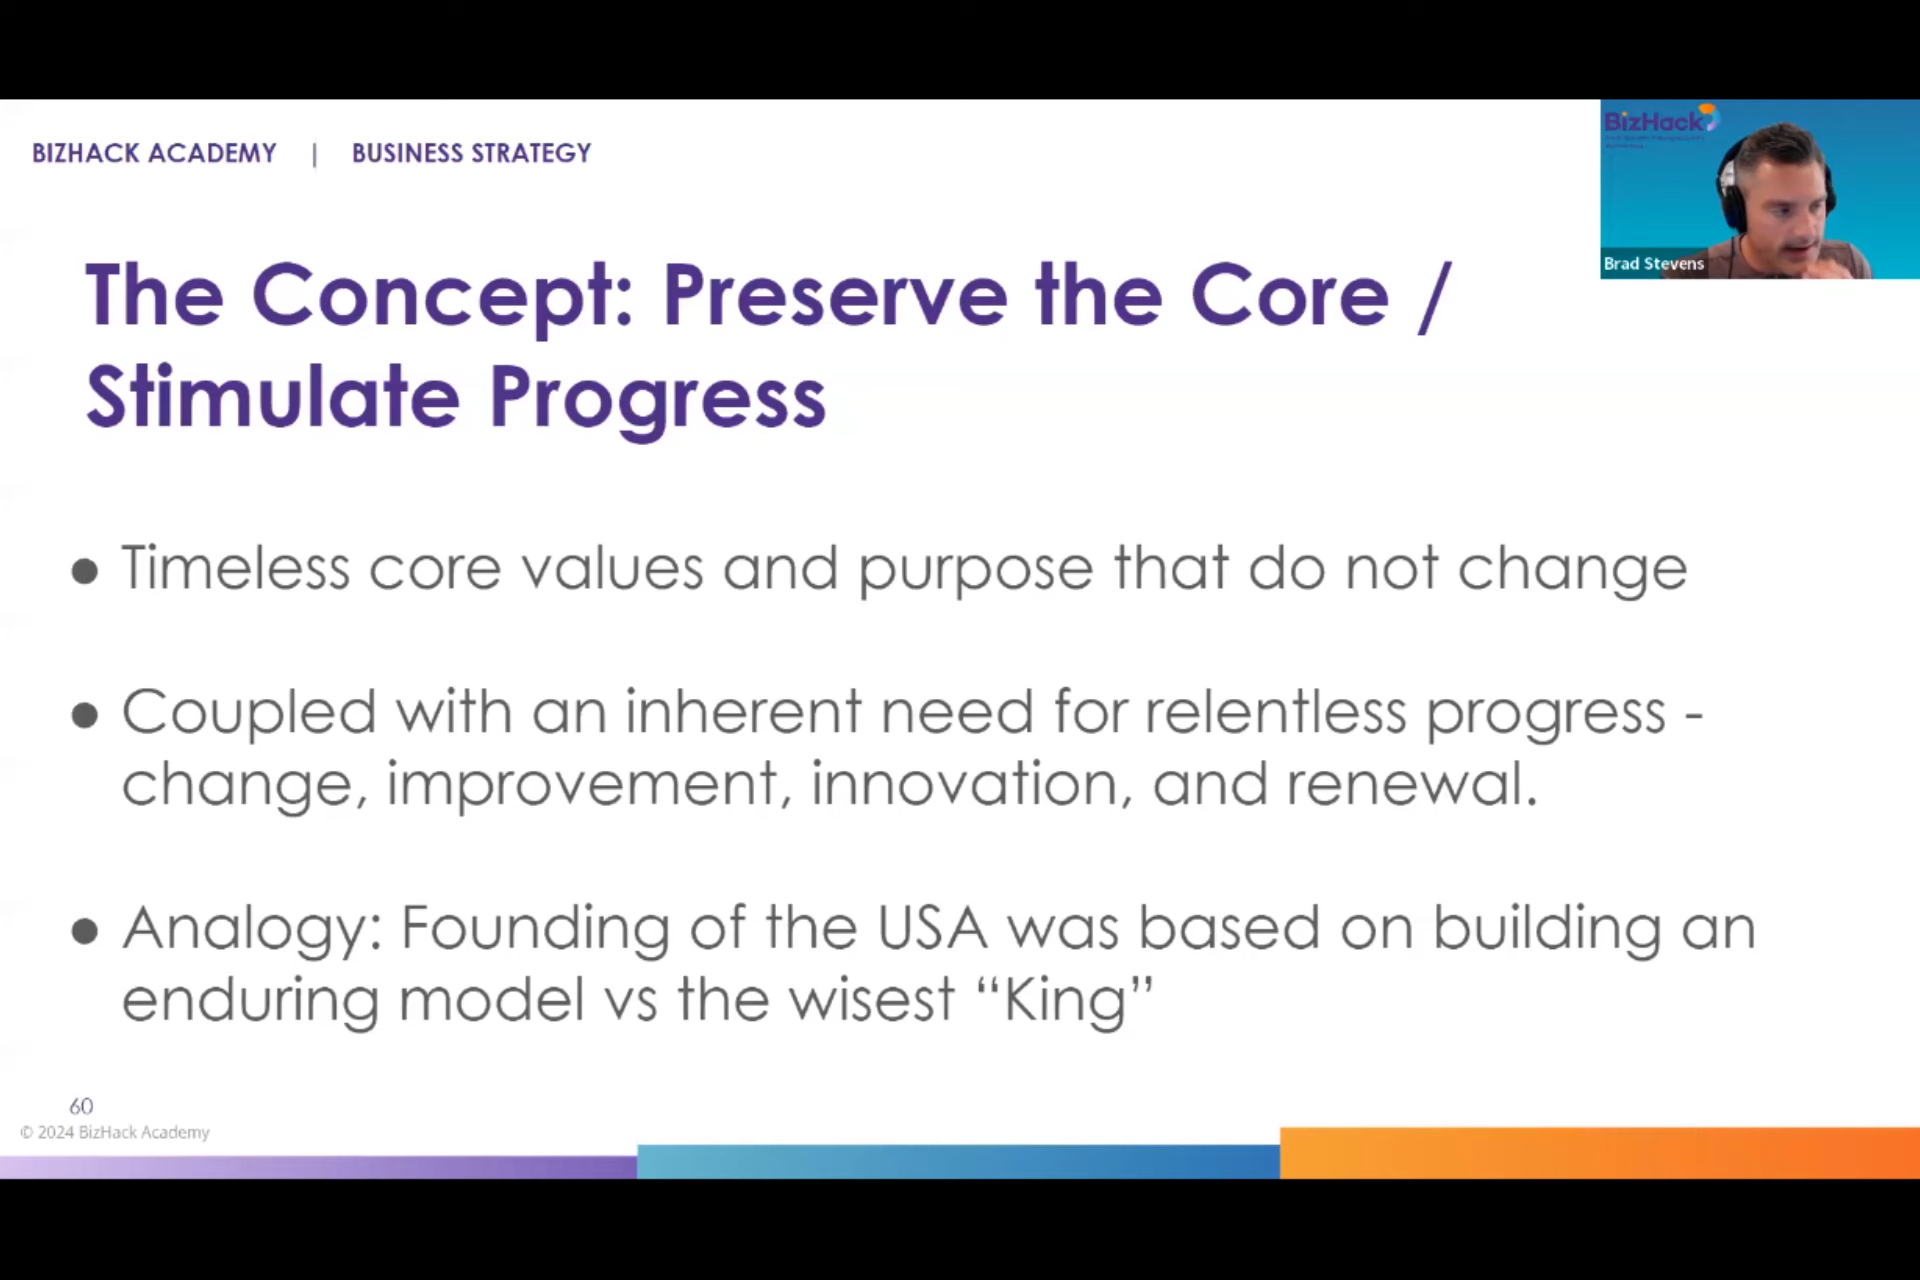 BIZHACK ACADEMY | BUSINESS STRATEGY
BizHack
Brad Stevens
The Concept: Preserve the Core /
Stimulate Progress
● Timeless core values and purpose that do not change
● Coupled with an inherent need for relentless progress -
change, improvement, innovation, and renewal.
● Analogy: Founding of the USA was based on building an
enduring model vs the wisest “King”
60
© 2024 BizHack Academy